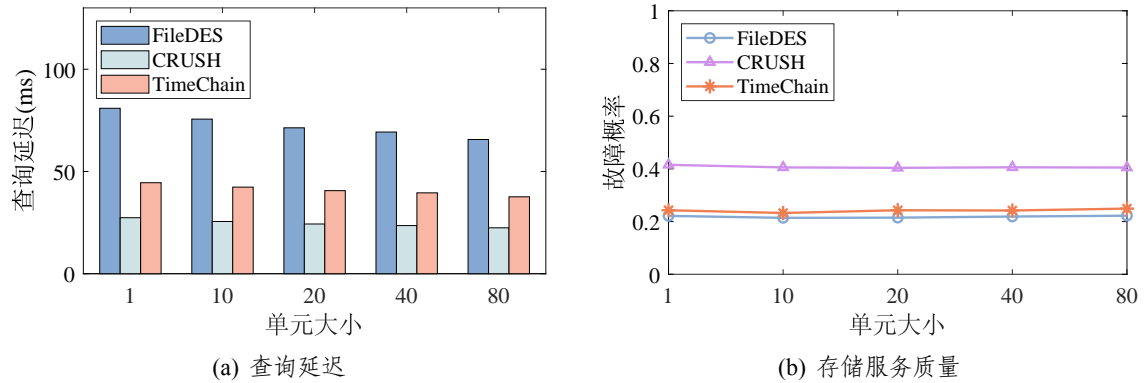 FileDES
CRUSH
TimeChain
查询延迟(ms)
100
50
0
1 10 20 40 80
单元大小
(a) 查询延迟
FileDES
CRUSH
TimeChain
故障概率
1
0.8
0.6
0.4
0.2
0
1 10 20 40 80
单元大小
(b) 存储服务质量